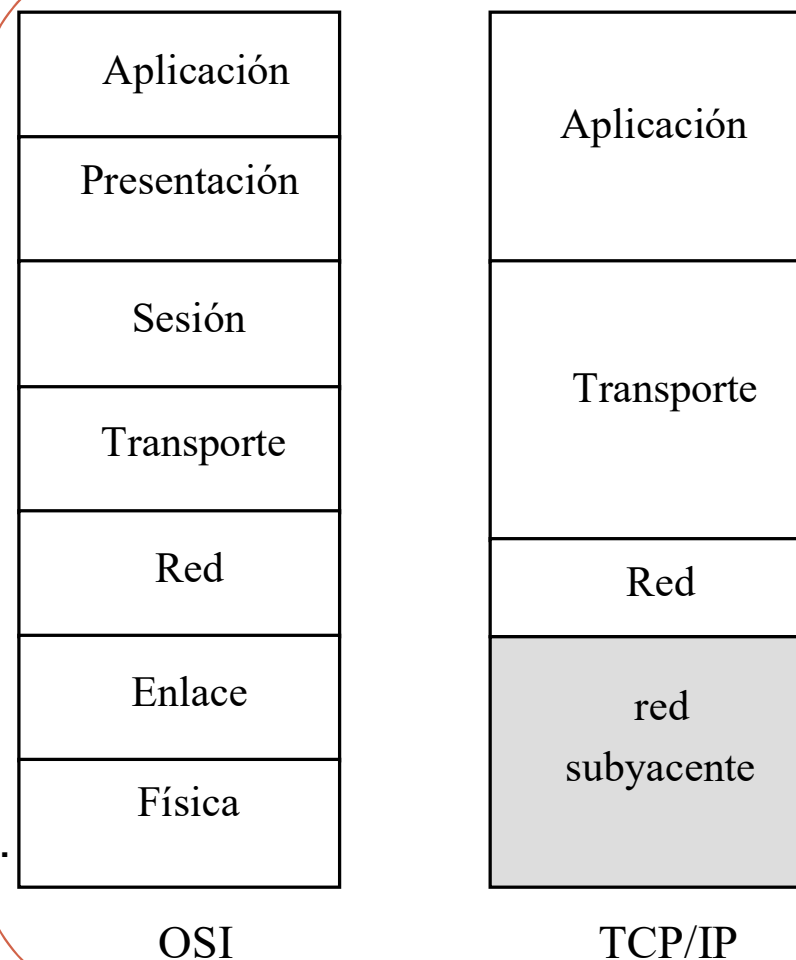 Aplicación
Presentación
Sesión
Transporte
Red
Enlace
Física
.
OSI
Aplicación
Transporte
Red
red
subyacente
TCP/IP